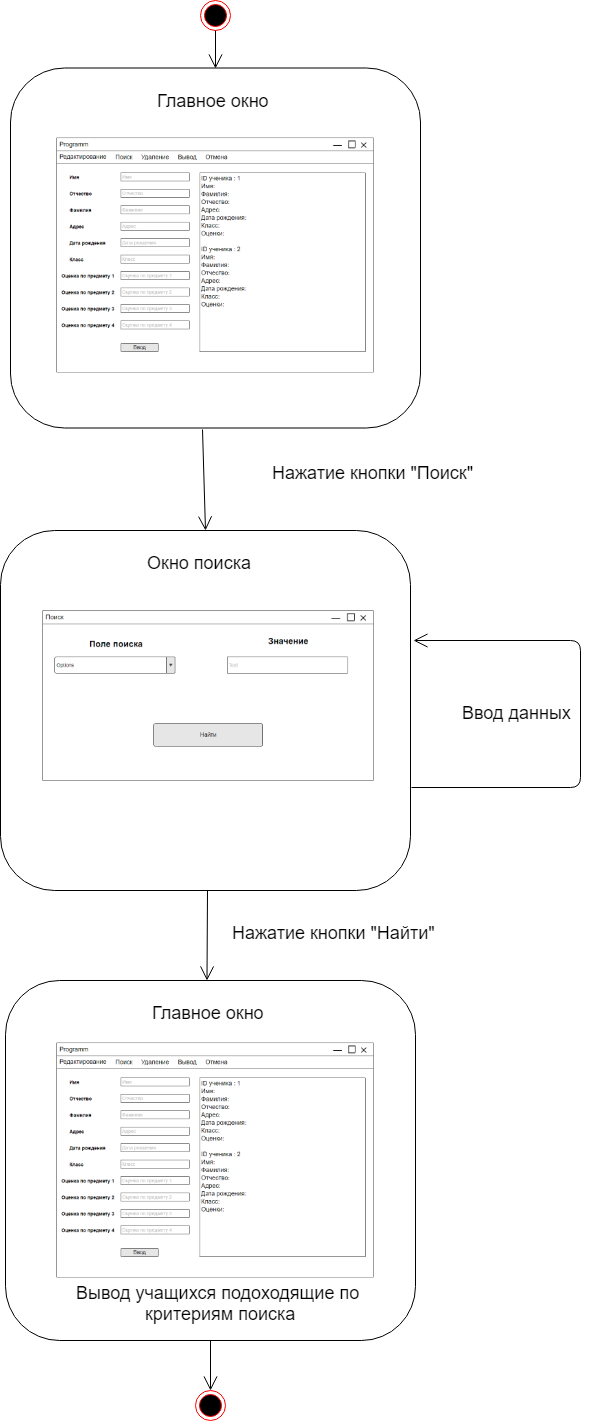 Главное окно
Programm
Редактирование Поиск Удаление Вывод Отмена
Имя Имя
Отчество Отчество
Фамилия Фамилия
Адрес Адрес
Дата рождения Дата рождения
Класс Класс
Оценка по предмету 1 Оценка по предмету 1
Оценка по предмету 2 Оценка по предмету 2
Оценка по предмету 3 Оценка по предмету 3
Оценка по предмету 4 Оценка по предмету 4
Ввод
ID ученика : 1
Имя:
Фамилия:
Отчество:
Адрес:
Дата рождения:
Класс:
Оценки:
ID ученика : 2
Имя:
Фамилия:
Отчество:
Адрес:
Дата рождения:
Класс:
Оценки:
Нажатие кнопки "Поиск"
Окно поиска
Поиск
Поле поиска Значение
Options Text
Найти
Ввод данных
Нажатие кнопки "Найти"
Главное окно
Programm
Редактирование Поиск Удаление Вывод Отмена
Имя Имя
Отчество Отчество
Фамилия Фамилия
Адрес Адрес
Дата рождения Дата рождения
Класс Класс
Оценка по предмету 1 Оценка по предмету 1
Оценка по предмету 2 Оценка по предмету 2
Оценка по предмету 3 Оценка по предмету 3
Оценка по предмету 4 Оценка по предмету 4
Ввод
ID ученика : 1
Имя:
Фамилия:
Отчество:
Адрес:
Дата рождения:
Класс:
Оценки:
ID ученика : 2
Имя:
Фамилия:
Отчество:
Адрес:
Дата рождения:
Класс:
Оценки:
Вывод учащихся подоходящие по
критериям поиска